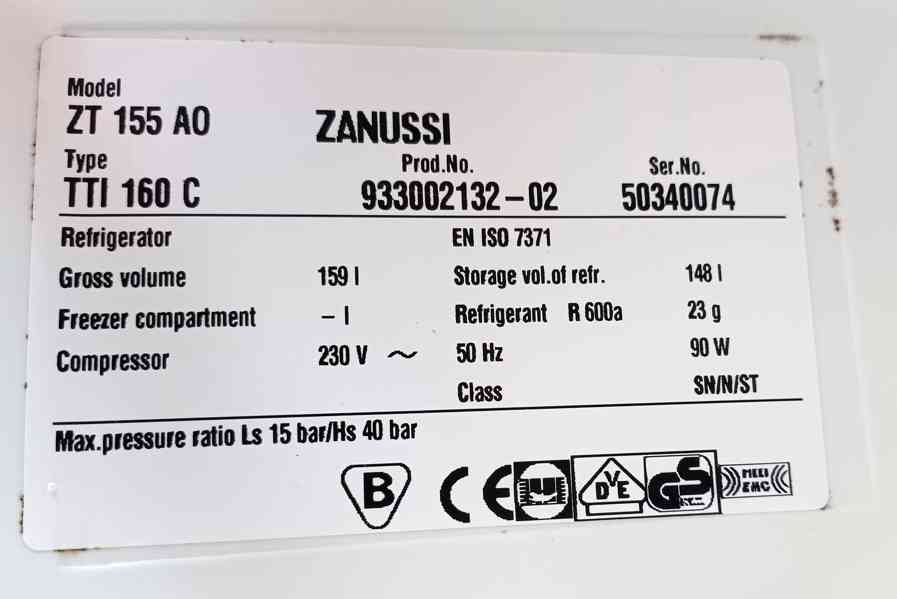 Model
ZT 155 AO ZANUSSI
Type Prod.No. Ser.No.
TTI 160 C 933002132-02 50340074
Refrigerator EN ISO 7371
Gross volume 159 l Storage vol.of refr. 148 l
Freezer compartment - l Refrigerant R 600a 23 g
Compressor 230 V ~ 50 Hz 90 W
Class SN/N/ST
Max.pressure ratio Ls 15 bar/Hs 40 bar
B CE DVE GS EMC